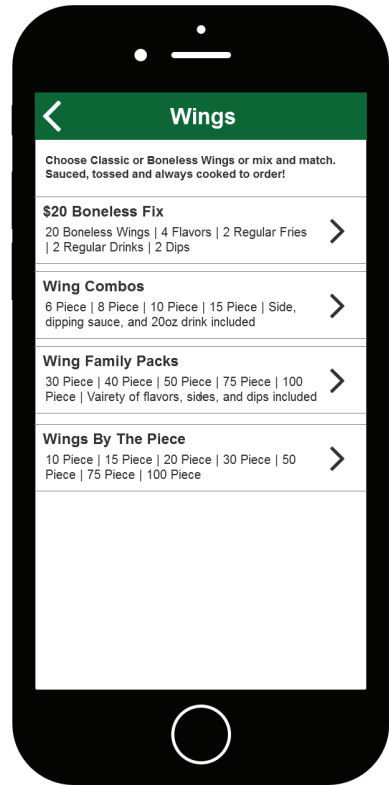 Wings
Choose Classic or Boneless Wings or mix and match.
Sauced, tossed and always cooked to order!
$20 Boneless Fix
20 Boneless Wings | 4 Flavors | 2 Regular Fries
| 2 Regular Drinks | 2 Dips
Wing Combos
6 Piece | 8 Piece | 10 Piece | 15 Piece | Side,
dipping sauce, and 20oz drink included
Wing Family Packs
30 Piece | 40 Piece | 50 Piece | 75 Piece | 100
Piece | Vairety of flavors, sides, and dips included
Wings By The Piece
10 Piece | 15 Piece | 20 Piece | 30 Piece | 50
Piece | 75 Piece | 100 Piece